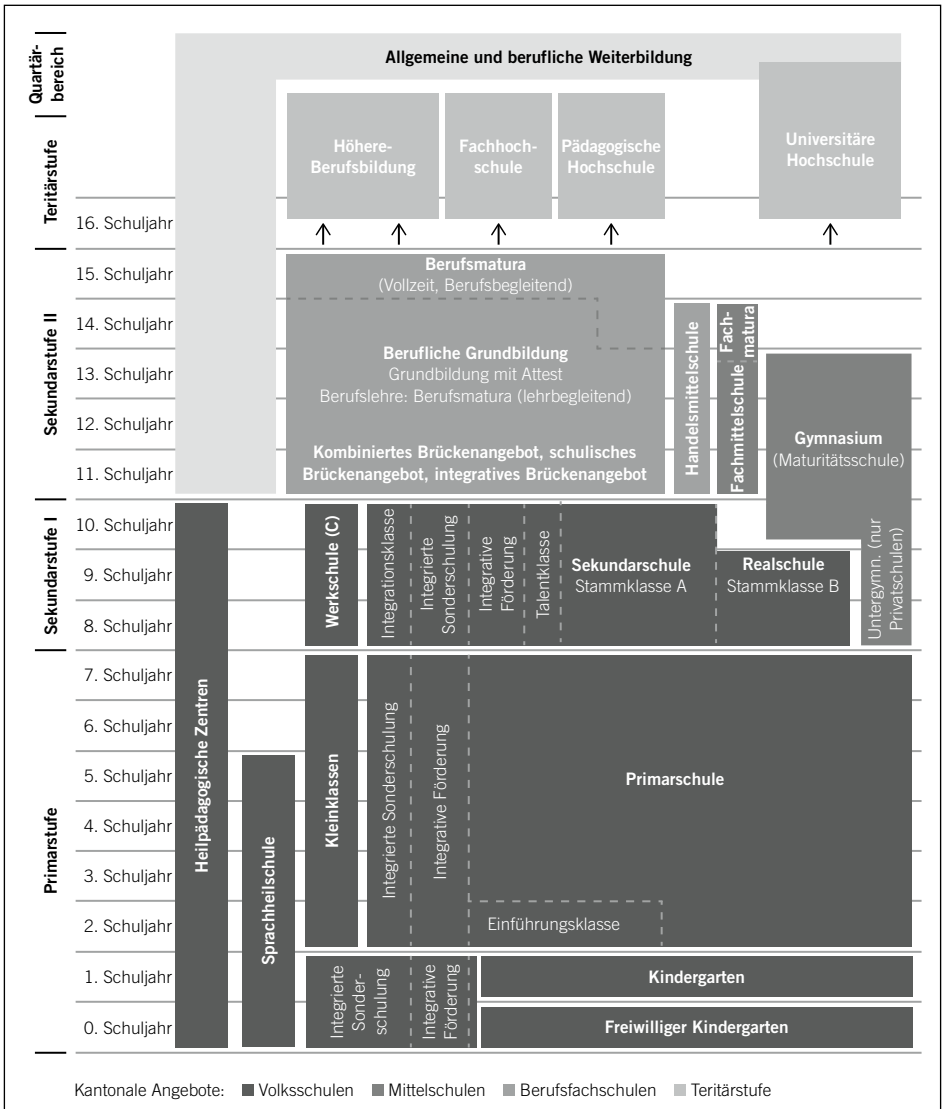 Quartär-
bereich
Allgemeine und berufliche Weiterbildung
Teritärstufe
Höhere-
Berufsbildung
Fachhoch-
schule
Pädagogische
Hochschule
Universitäre
Hochschule
16. Schuljahr
Sekundarstufe II
15. Schuljahr
14. Schuljahr
13. Schuljahr
12. Schuljahr
11. Schuljahr
Berufsmatura
(Vollzeit, Berufsbegleitend)
Berufliche Grundbildung
Grundbildung mit Attest
Berufslehre: Berufsmatura (lehrbegleitend)
Kombiniertes Brückenangebot, schulisches
Brückenangebot, integratives Brückenangebot
Handelsmittelschule
Fach-
matura
Fachmittelschule
Gymnasium
(Maturitätsschule)
Sekundarstufe I
10. Schuljahr
9. Schuljahr
8. Schuljahr
Werkschule (C)
Integrationsklasse
Integrierte
Sonderschulung
Integrative
Förderung
Talentklasse
Sekundarschule
Stammklasse A
Realschule
Stammklasse B
Untergymn. (nur
Privatschulen)
Primarstufe
7. Schuljahr
6. Schuljahr
5. Schuljahr
4. Schuljahr
3. Schuljahr
2. Schuljahr
1. Schuljahr
0. Schuljahr
Heilpädagogische Zentren
Sprachheilschule
Kleinklassen
Integrierte Sonderschulung
Integrative Förderung
Primarschule
Einführungsklasse
Integrierte
Sonder-
schulung
Integrative
Förderung
Kindergarten
Freiwilliger Kindergarten
Kantonale Angebote: Volksschulen Mittelschulen Berufsfachschulen Teritärstufe